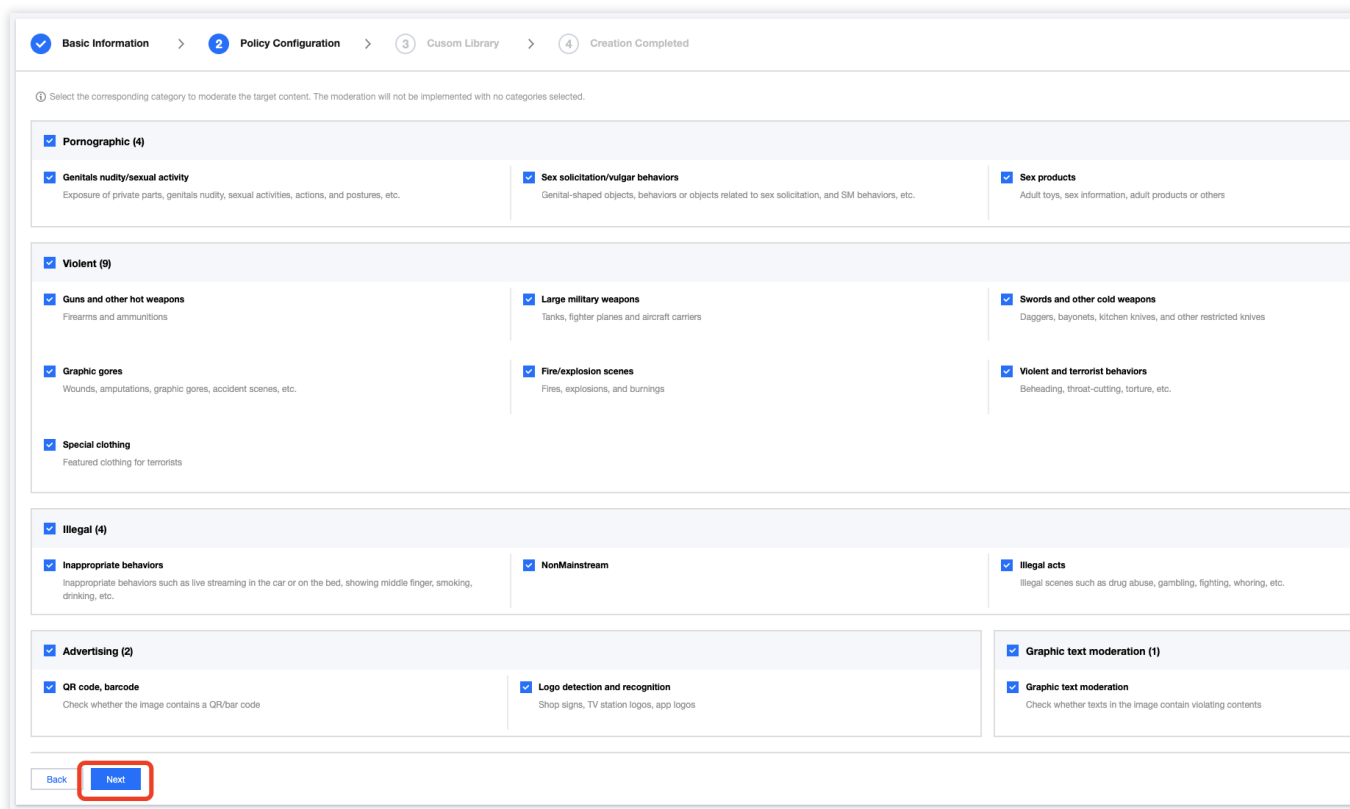 Basic Information > 2 Policy Configuration > 3 Cusom Library > 4 Creation Completed
Select the corresponding category to moderate the target content. The moderation will not be implemented with no categories selected.
Pornographic (4)
Genitals nudity/sexual activity
Exposure of private parts, genitals nudity, sexual activities, actions, and postures, etc.
Sex solicitation/vulgar behaviors
Genital-shaped objects, behaviors or objects related to sex solicitation, and SM behaviors, etc.
Sex products
Adult toys, sex information, adult products or others
Violent (9)
Guns and other hot weapons
Firearms and ammunitions
Large military weapons
Tanks, fighter planes and aircraft carriers
Swords and other cold weapons
Daggers, bayonets, kitchen knives, and other restricted knives
Graphic gores
Wounds, amputations, graphic gores, accident scenes, etc.
Fire/explosion scenes
Fires, explosions, and burnings
Violent and terrorist behaviors
Beheading, throat-cutting, torture, etc.
Special clothing
Featured clothing for terrorists
Illegal (4)
Inappropriate behaviors
Inappropriate behaviors such as live streaming in the car or on the bed, showing middle finger, smoking,
drinking, etc.
NonMainstream
Illegal acts
Illegal scenes such as drug abuse, gambling, fighting, whoring, etc.
Advertising (2)
QR code, barcode
Check whether the image contains a QR/bar code
Logo detection and recognition
Shop signs, TV station logos, app logos
Graphic text moderation (1)
Graphic text moderation
Check whether texts in the image contain violating contents
Back
Next